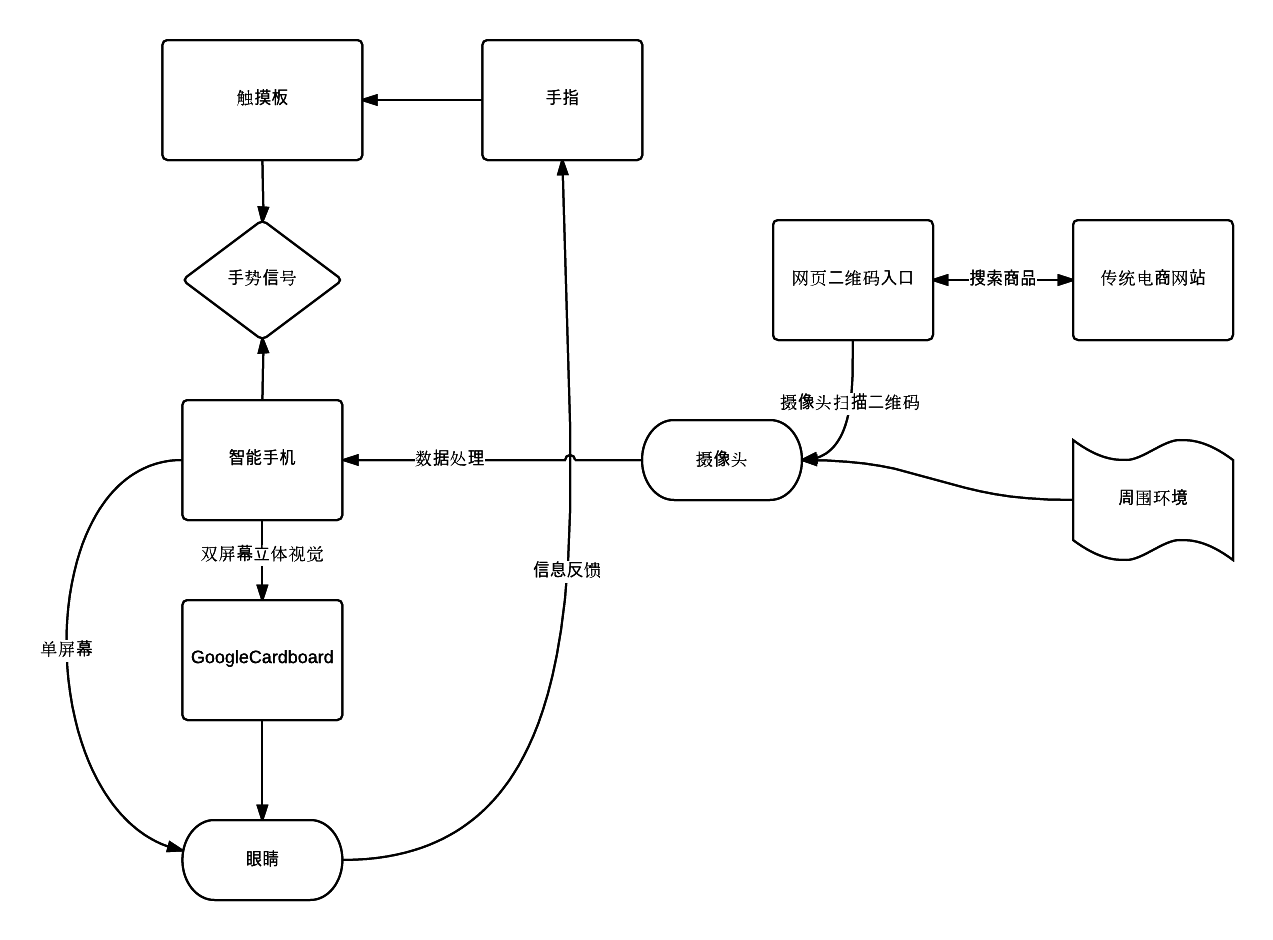 触摸板
手指
手势信号
网页二维码入口
搜索商品
传统电商网站
摄像头扫描二维码
智能手机
数据处理
摄像头
周围环境
双屏幕立体视觉
信息反馈
单屏幕
GoogleCardboard
眼睛